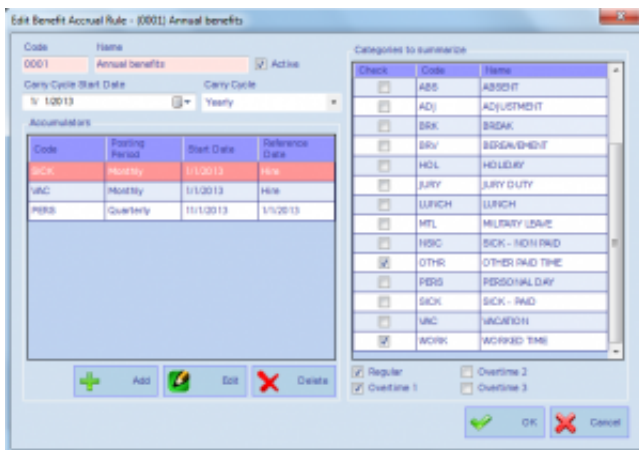 Edit Benefit Accrual Rule - (0001) Annual benefits
Code Name
0001 Annual benefits Active
Carry Cycle Start Date Carry Cycle
1/ 1/2013 Yearly
Accumulators
Code Posting Period Start Date Reference Date
SICK Monthly 1/1/2013 Hire
VAC Monthly 1/1/2013 Hire
PERS Quarterly 11/1/2013 1/1/2013
Add Edit Delete
Categories to summarize
Check Code Name
ABS ABSENT
ADJ ADJUSTMENT
BRK BREAK
BRV BEREAVEMENT
HOL HOLIDAY
JURY JURY DUTY
LUNCH LUNCH
MTL MILITARY LEAVE
NSIC SICK - NON PAID
OTHR OTHER PAID TIME
PERS PERSONAL DAY
SICK SICK - PAID
VAC VACATION
WORK WORKED TIME
Regular Overtime 2
Overtime 1 Overtime 3
OK Cancel